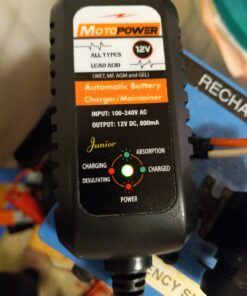 MOTOPOWER
12V
ALL TYPES
LEAD ACID
(WET, MF, AGM and GEL)
Automatic Battery
Charger/Maintainer
INPUT: 100-240V AC
OUTPUT: 12V DC, 800mA
Junior
ABSORPTION
CHARGING
CHARGED
DESULFATING
POWER
RECHA
ENCY S